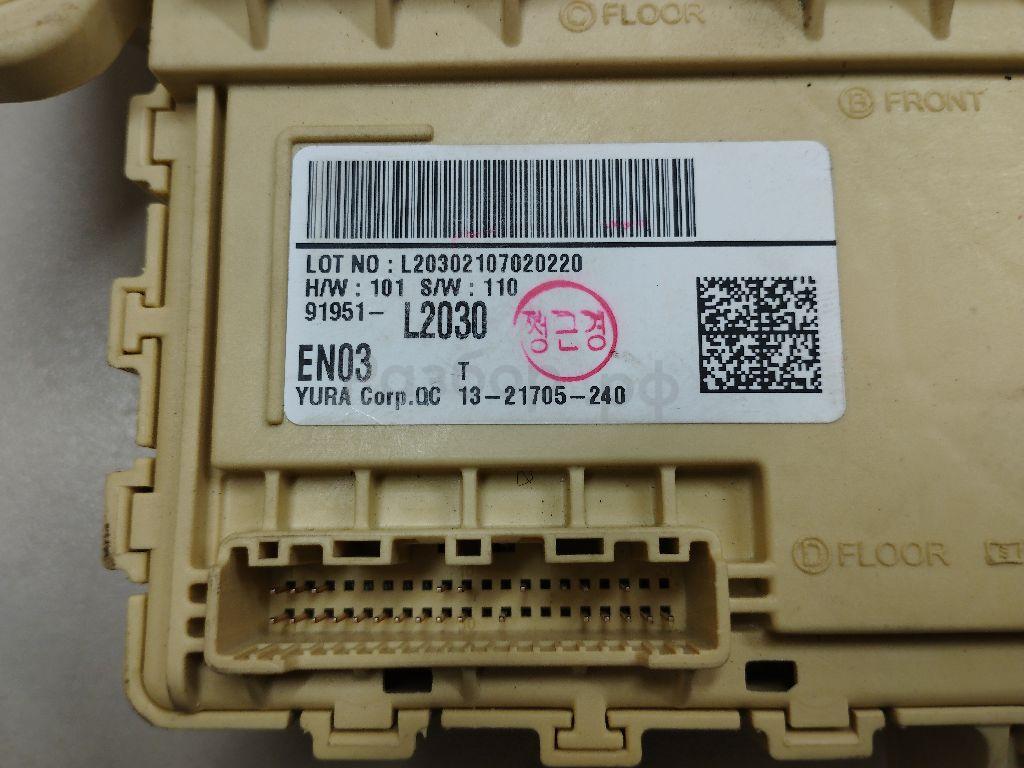 Ⓒ FLOOR
Ⓑ FRONT
LOT NO : L20302107020220
H/W : 101 S/W : 110
91951- L2030
정근경
EN03 T
YURA Corp.QC 13-21705-240
Ⓓ FLOOR